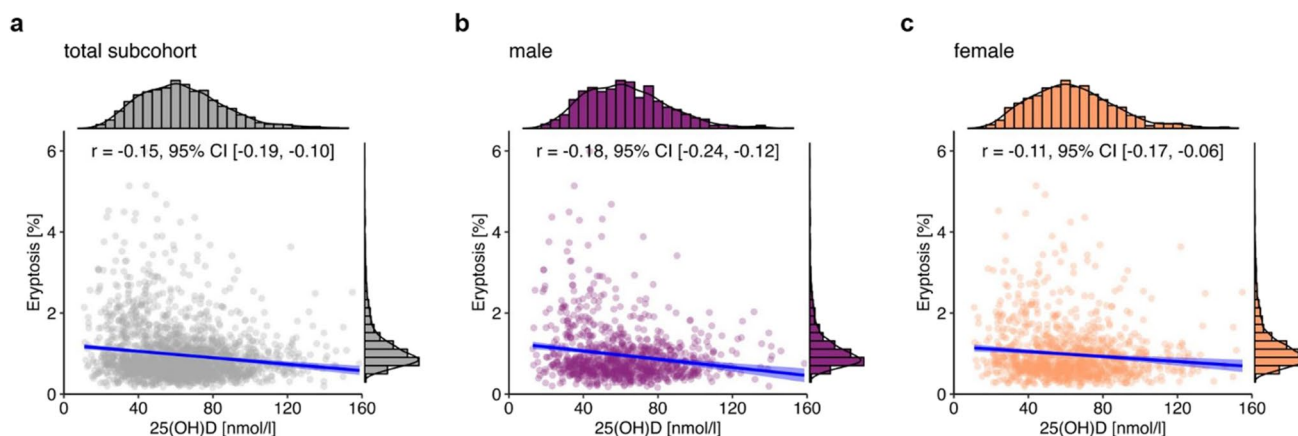 a
total subcohort
r = -0.15, 95% CI [-0.19, -0.10]
6
4
2
0
Eryptosis [%]
0 40 80 120 160
25(OH)D [nmol/l]
b
male
r = -0.18, 95% CI [-0.24, -0.12]
6
4
2
0
Eryptosis [%]
0 40 80 120 160
25(OH)D [nmol/l]
c
female
r = -0.11, 95% CI [-0.17, -0.06]
6
4
2
0
Eryptosis [%]
0 40 80 120 160
25(OH)D [nmol/l]